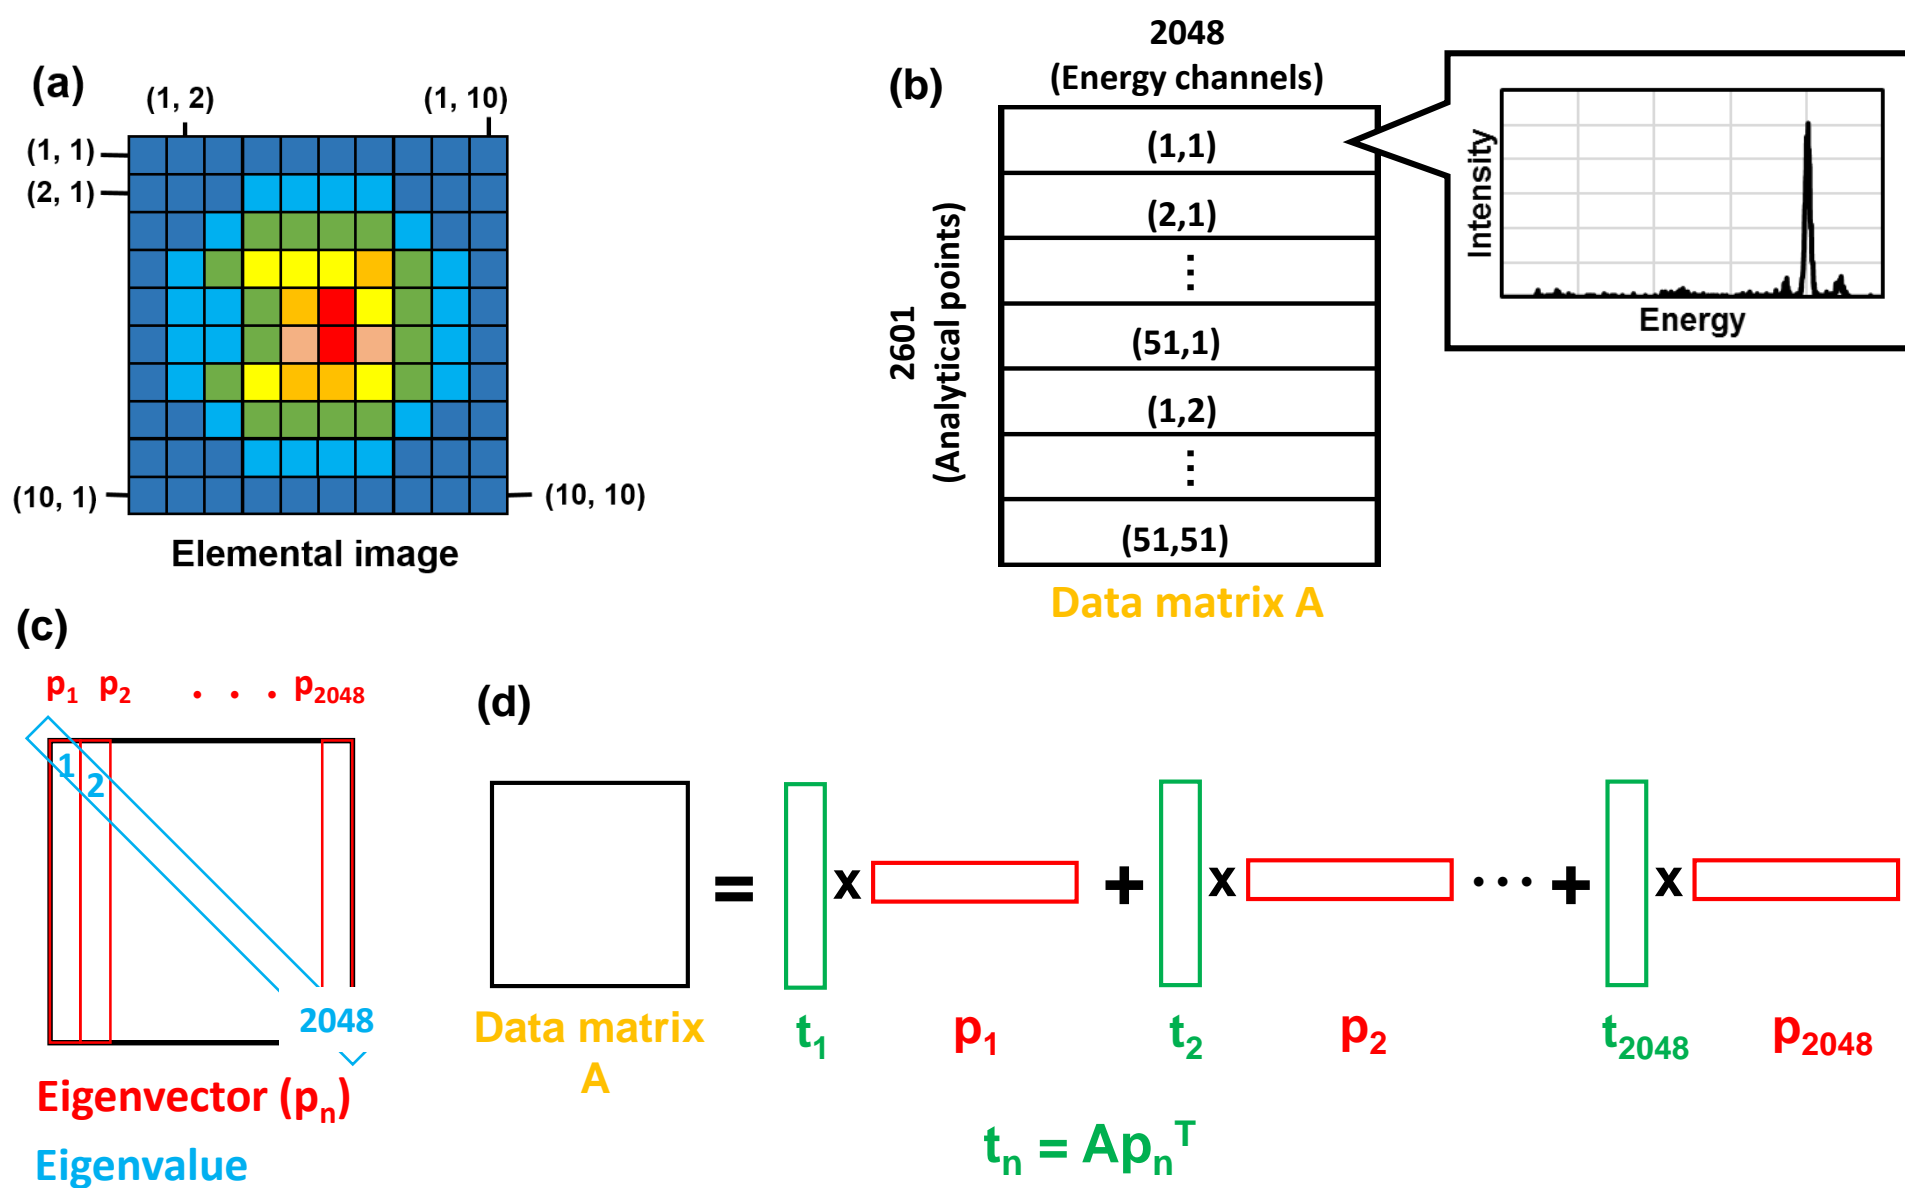 (a)
(1, 2)
(1, 10)
(1, 1)
(2, 1)
(10, 1)
(10, 10)
Elemental image
(b)
2048
(Energy channels)
2601
(Analytical points)
(1,1)
(2,1)
⋮
(51,1)
(1,2)
⋮
(51,51)
Data matrix A
Intensity
Energy
(c)
p₁ p₂ · · · p₂₀₄₈
1
2
2048
Eigenvector (pₙ)
Eigenvalue
(d)
= x + x ··· + x
Data matrix
A
t₁ p₁ t₂ p₂ t₂₀₄₈ p₂₀₄₈
tₙ = Apₙᵀ